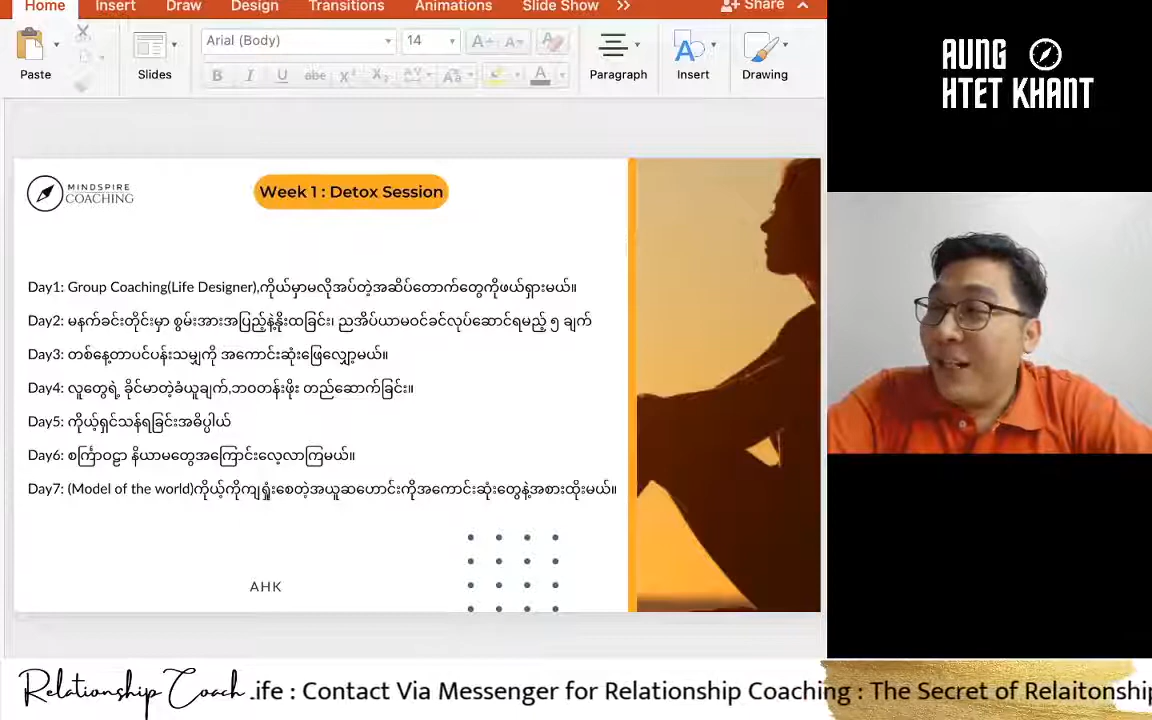 Home Insert Draw Design Transitions Animations Slide Show Share
Arial (Body) 14
Paste Slides Paragraph Insert Drawing
AUNG
HTET KHANT
MINDSPIRE
COACHING
Week 1 : Detox Session
Day1: Group Coaching(Life Designer),ကိုယ်မှာမလိုအပ်တဲ့အဆိပ်တောက်တွေကိုဖယ်ရှားမယ်။
Day2: မနက်ခင်းတိုင်းမှာ စွမ်းအားအပြည့်နဲ့နိုးထခြင်း၊ ညအိပ်ယာမဝင်ခင်လုပ်ဆောင်ရမည့် ၅ ချက်
Day3: တစ်နေ့တာပင်ပန်းသမျှကို အကောင်းဆုံးဖြေလျှော့မယ်။
Day4: လူတွေရဲ့ ခိုင်မာတဲ့ခံယူချက်,ဘဝတန်းဖိုး တည်ဆောက်ခြင်း။
Day5: ကိုယ့်ရှင်သန်ရခြင်းအဓိပ္ပါယ်
Day6: စင်္ကြာဝဠာ နိယာမတွေအကြောင်းလေ့လာကြမယ်။
Day7: (Model of the world)ကိုယ့်ကိုကျရှုံးစေတဲ့အယူဆဟောင်းကိုအကောင်းဆုံးတွေနဲ့အစားထိုးမယ်။
AHK
Relationship Coach
Life : Contact Via Messenger for Relationship Coaching : The Secret of Relaitonship